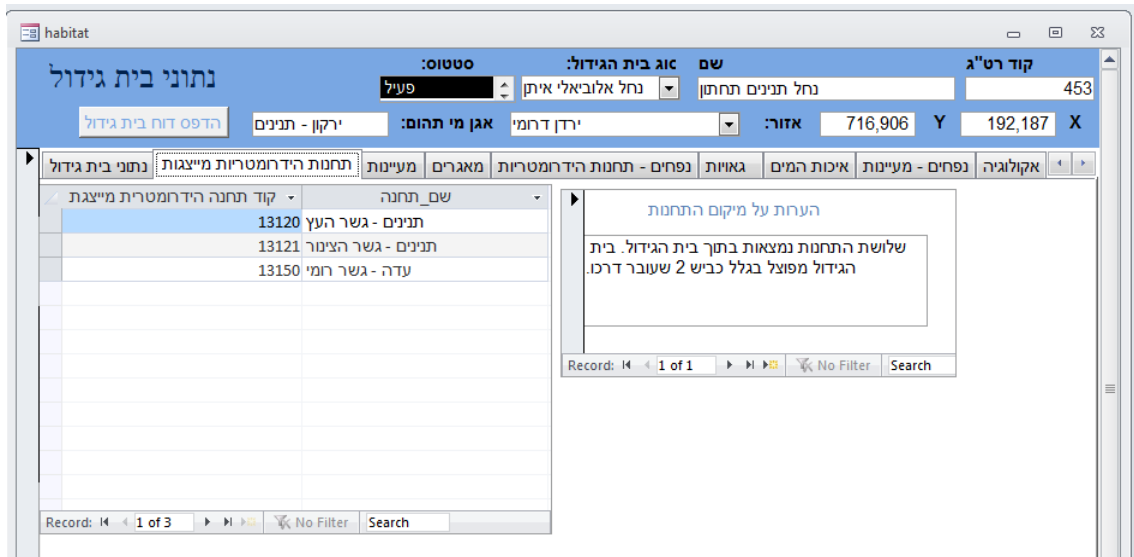 habitat
נתוני בית גידול
סטטוס:
סוג בית הגידול:
שם
קוד רט"ג
פעיל
נחל אלוביאלי איתן
נחל תנינים תחתון
453
הדפס דוח בית גידול
ירקון - תנינים
אגן מי תהום:
ירדן דרומי
אזור:
716,906
Y
192,187
X
נתוני בית גידול
תחנות הידרומטריות מייצגות
מעיינות
מאגרים
נפחים - תחנות הידרומטריות
גאויות
איכות המים
נפחים - מעיינות
אקולוגיה
קוד תחנה הידרומטרית מייצגת
שם_תחנה
13120 תנינים - גשר העץ
13121 תנינים - גשר הצינור
13150 עדה - גשר רומי
הערות על מיקום התחנות
שלושת התחנות נמצאות בתוך בית הגידול. בית
הגידול מפוצל בגלל כביש 2 שעובר דרכו.
Record: 1 of 1 No Filter Search
Record: 1 of 3 No Filter Search